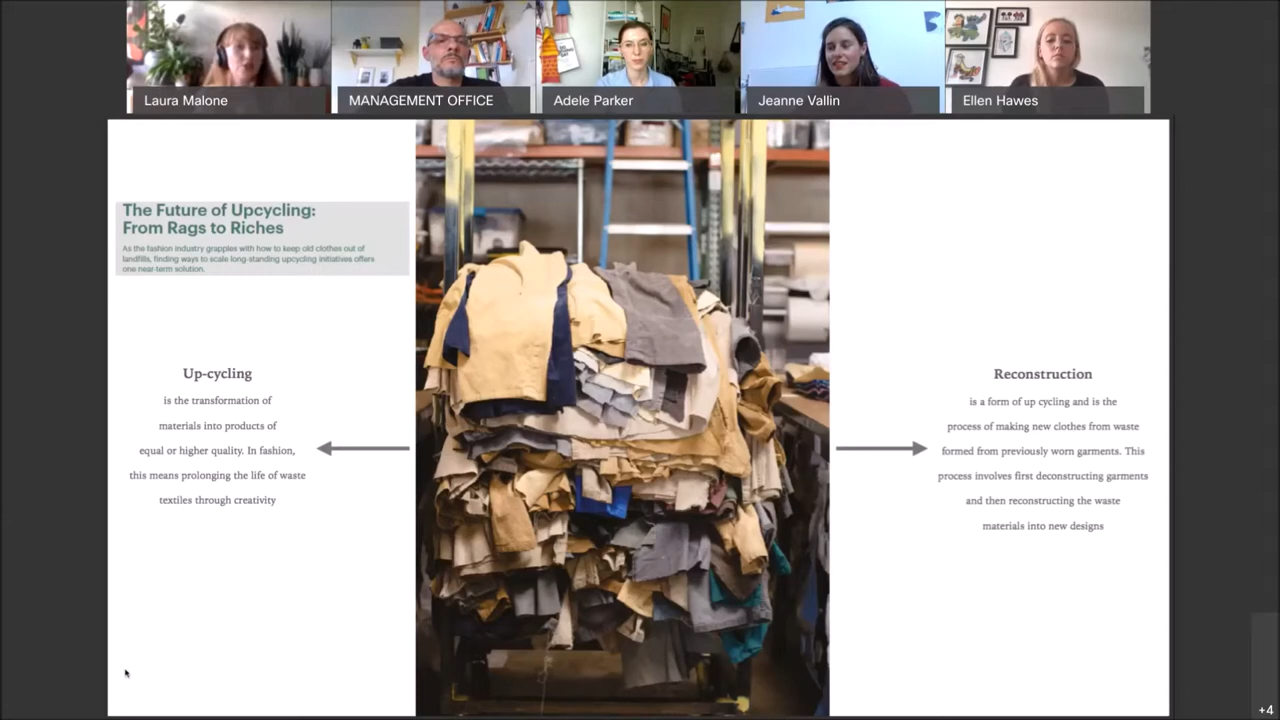 Laura Malone
MANAGEMENT OFFICE
Adele Parker
Jeanne Vallin
Ellen Hawes
The Future of Upcycling:
From Rags to Riches
As the fashion industry grapples with how to keep old clothes out of
landfills, finding ways to scale long-standing upcycling initiatives offers
one near-term solution.
Up-cycling
is the transformation of
materials into products of
equal or higher quality. In fashion,
this means prolonging the life of waste
textiles through creativity
Reconstruction
is a form of up cycling and is the
process of making new clothes from waste
formed from previously worn garments. This
process involves first deconstructing garments
and then reconstructing the waste
materials into new designs
+4